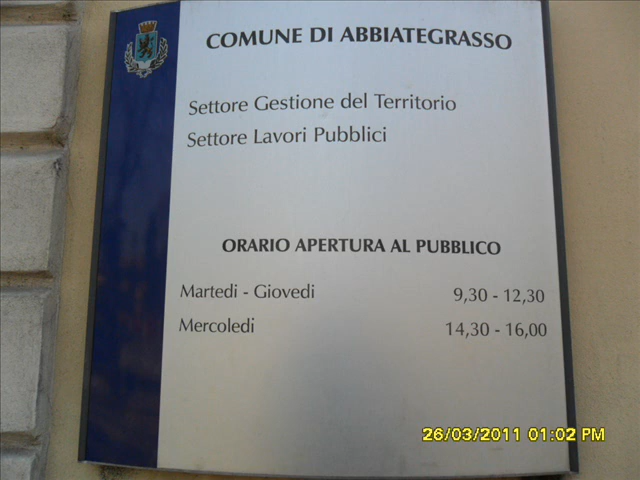 COMUNE DI ABBIATEGRASSO
Settore Gestione del Territorio
Settore Lavori Pubblici
ORARIO APERTURA AL PUBBLICO
Martedi - Giovedi 9,30 - 12,30
Mercoledi 14,30 - 16,00
26/03/2011 01:02 PM